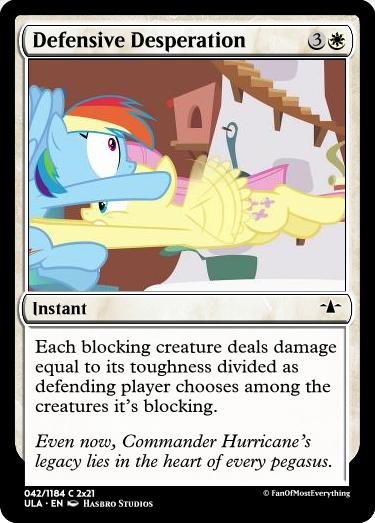 Defensive Desperation 3
Instant
Each blocking creature deals damage
equal to its toughness divided as
defending player chooses among the
creatures it's blocking.
Even now, Commander Hurricane's
legacy lies in the heart of every pegasus.
042/1184 C 2x21
ULA • EN Hasbro Studios
© FanOfMostEverything